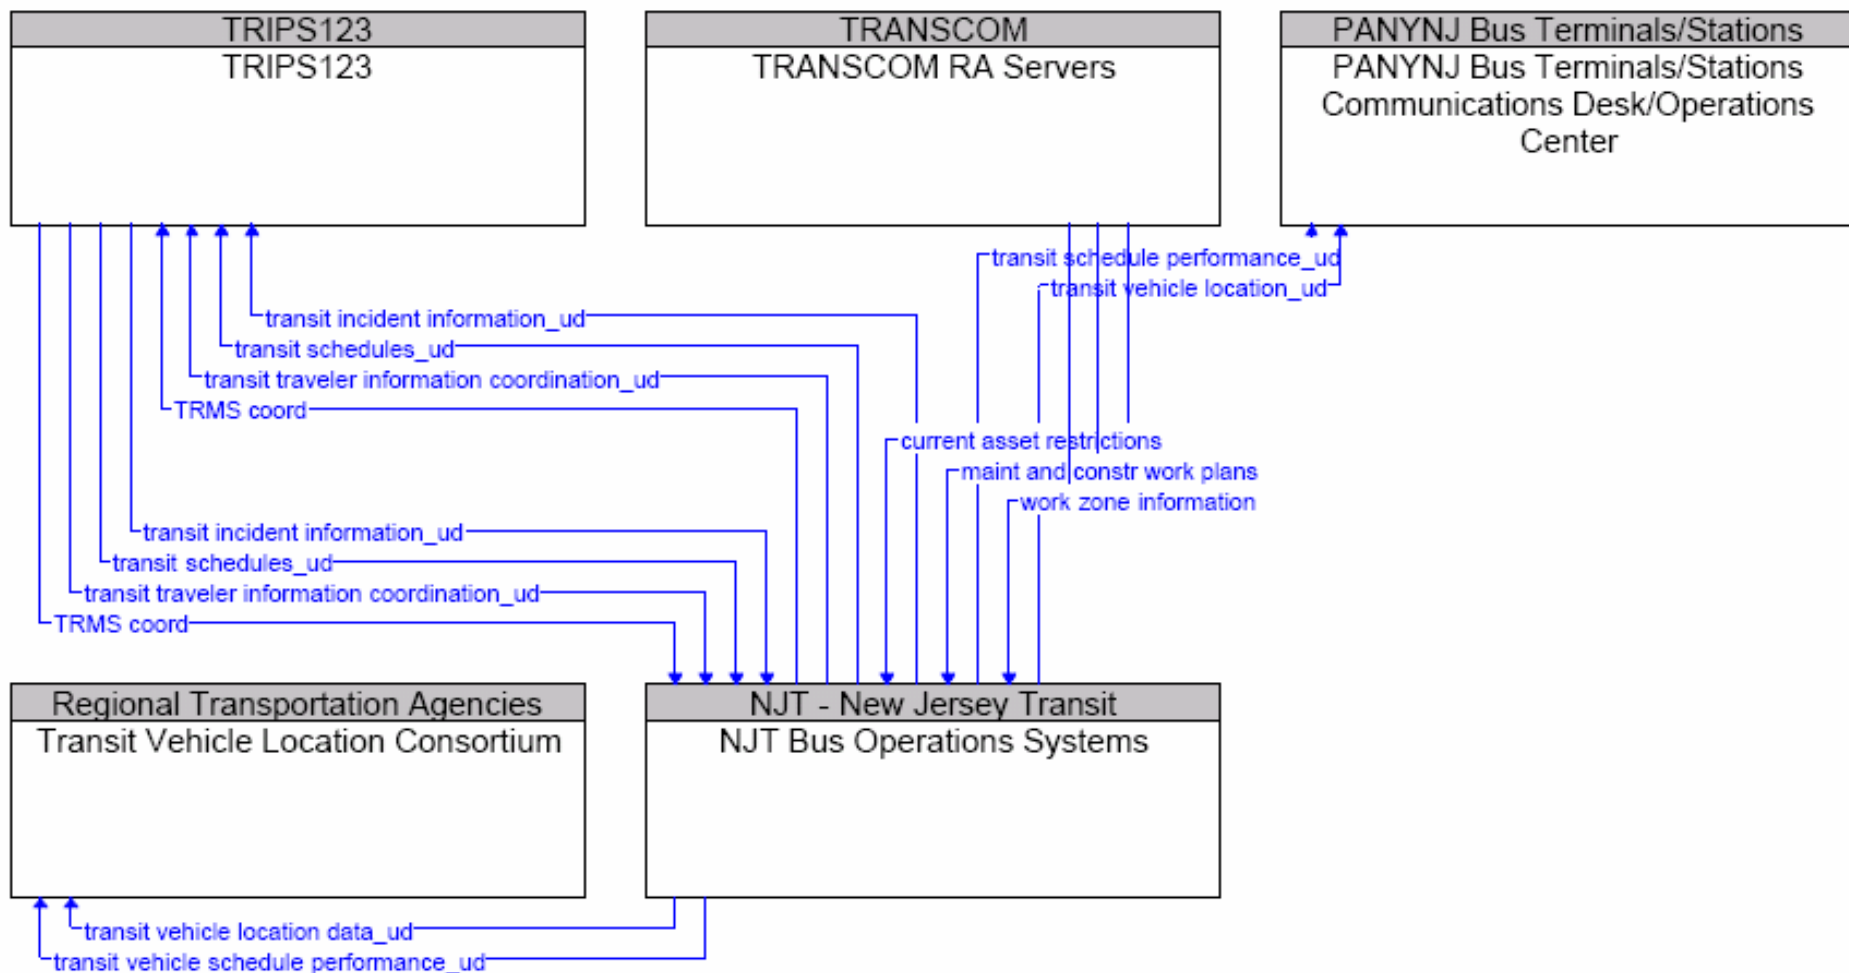 TRIPS123
TRIPS123
TRANSCOM
TRANSCOM RA Servers
PANYNJ Bus Terminals/Stations
PANYNJ Bus Terminals/Stations
Communications Desk/Operations
Center
transit schedule performance_ud
transit vehicle location_ud
transit incident information_ud
transit schedules_ud
transit traveler information coordination_ud
TRMS coord
current asset restrictions
maint and constr work plans
work zone information
transit incident information_ud
transit schedules_ud
transit traveler information coordination_ud
TRMS coord
Regional Transportation Agencies
Transit Vehicle Location Consortium
NJT - New Jersey Transit
NJT Bus Operations Systems
transit vehicle location data_ud
transit vehicle schedule performance_ud